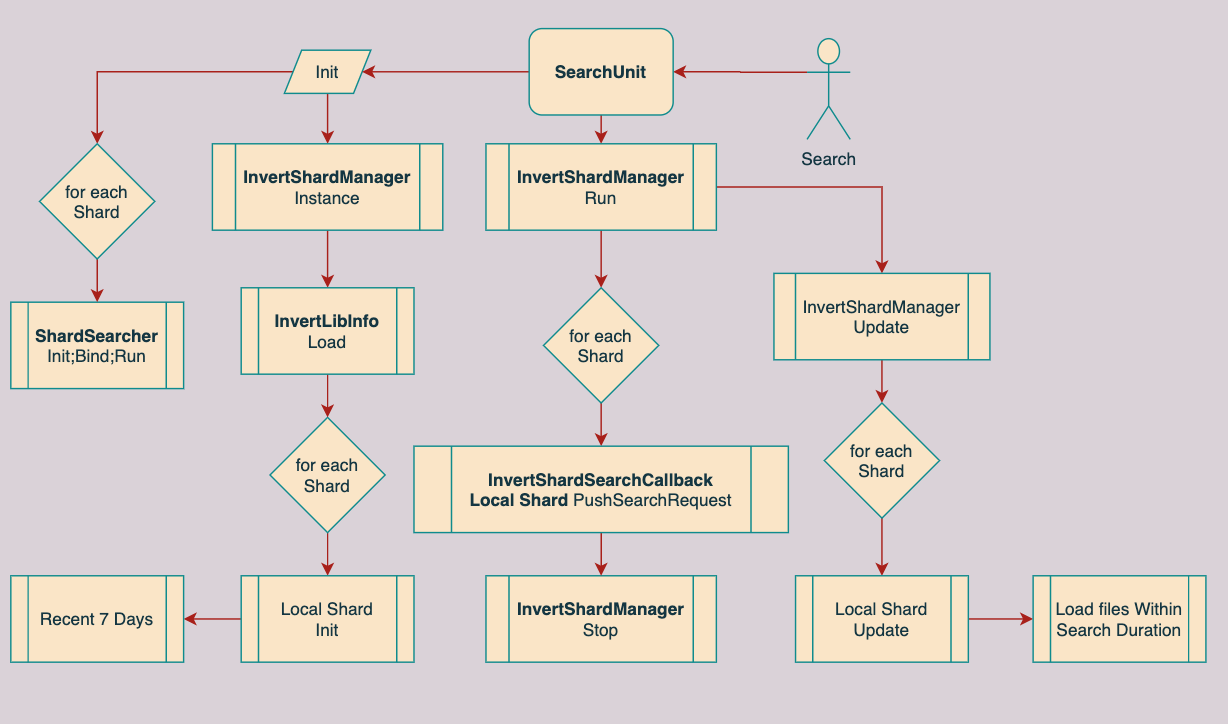 Init
SearchUnit
Search
for each
Shard
InvertShardManager
Instance
InvertShardManager
Run
ShardSearcher
Init;Bind;Run
InvertLibInfo
Load
for each
Shard
InvertShardManager
Update
for each
Shard
InvertShardSearchCallback
Local Shard PushSearchRequest
for each
Shard
Recent 7 Days
Local Shard
Init
InvertShardManager
Stop
Local Shard
Update
Load files Within
Search Duration